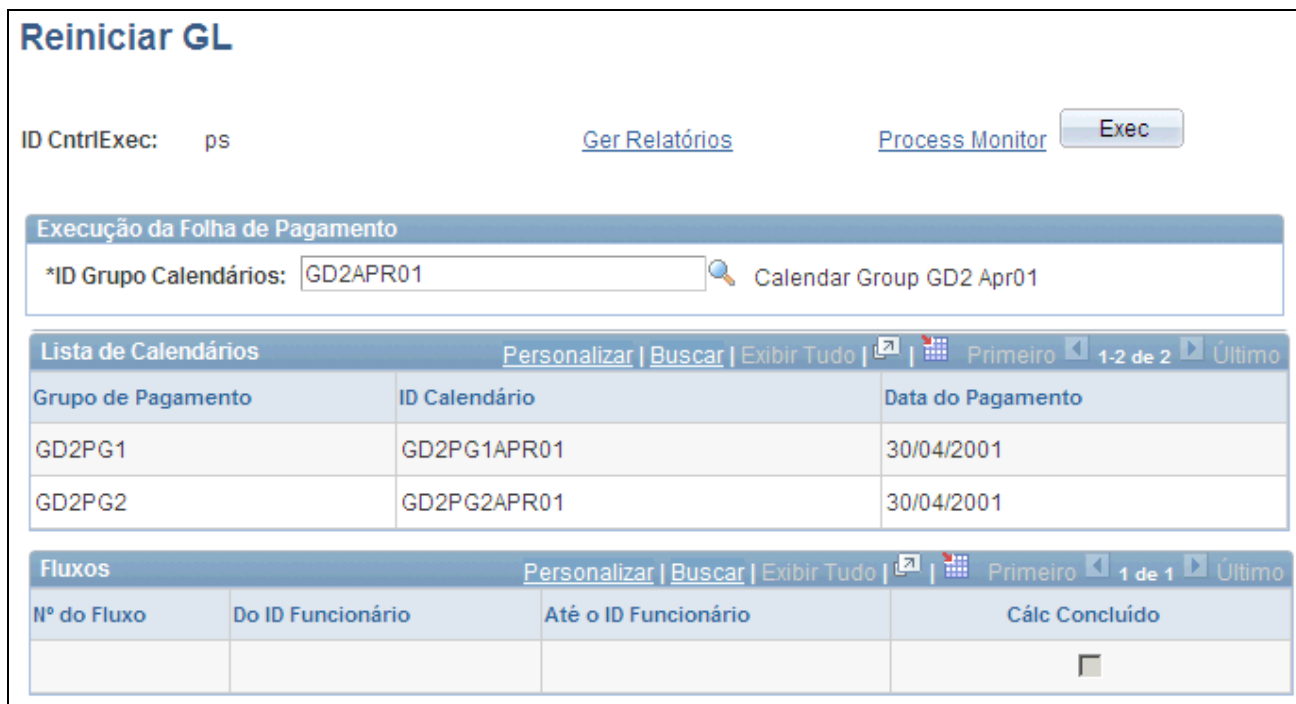 Reiniciar GL
ID CntrlExec: ps Ger Relatórios Process Monitor Exec
Execução da Folha de Pagamento
*ID Grupo Calendários: GD2APR01 Calendar Group GD2 Apr01
Lista de Calendários Personalizar | Buscar | Exibir Tudo | | Primeiro 1-2 de 2 Último
Grupo de Pagamento ID Calendário Data do Pagamento
GD2PG1 GD2PG1APR01 30/04/2001
GD2PG2 GD2PG2APR01 30/04/2001
Fluxos Personalizar | Buscar | Exibir Tudo | | Primeiro 1 de 1 Último
Nº do Fluxo Do ID Funcionário Até o ID Funcionário Cálc Concluído